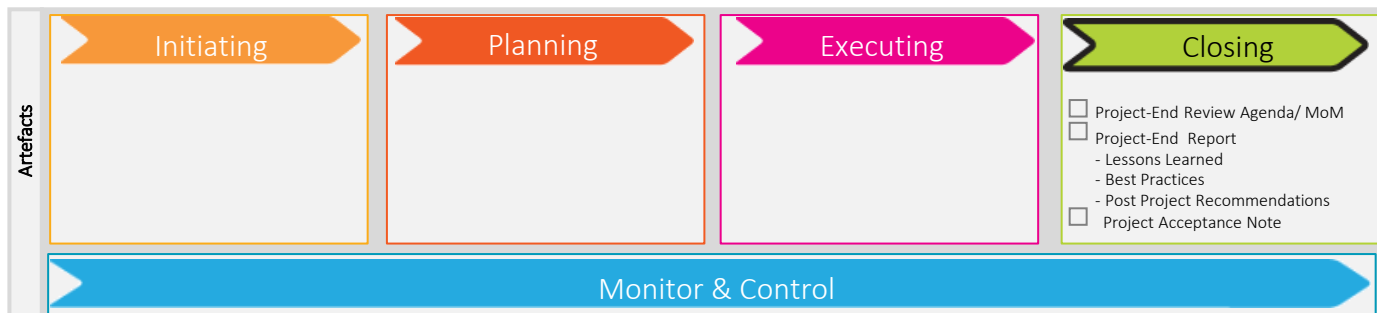 Artefacts
Initiating
Planning
Executing
Closing
Project-End Review Agenda/ MoM
Project-End Report
- Lessons Learned
- Best Practices
- Post Project Recommendations
Project Acceptance Note
Monitor & Control